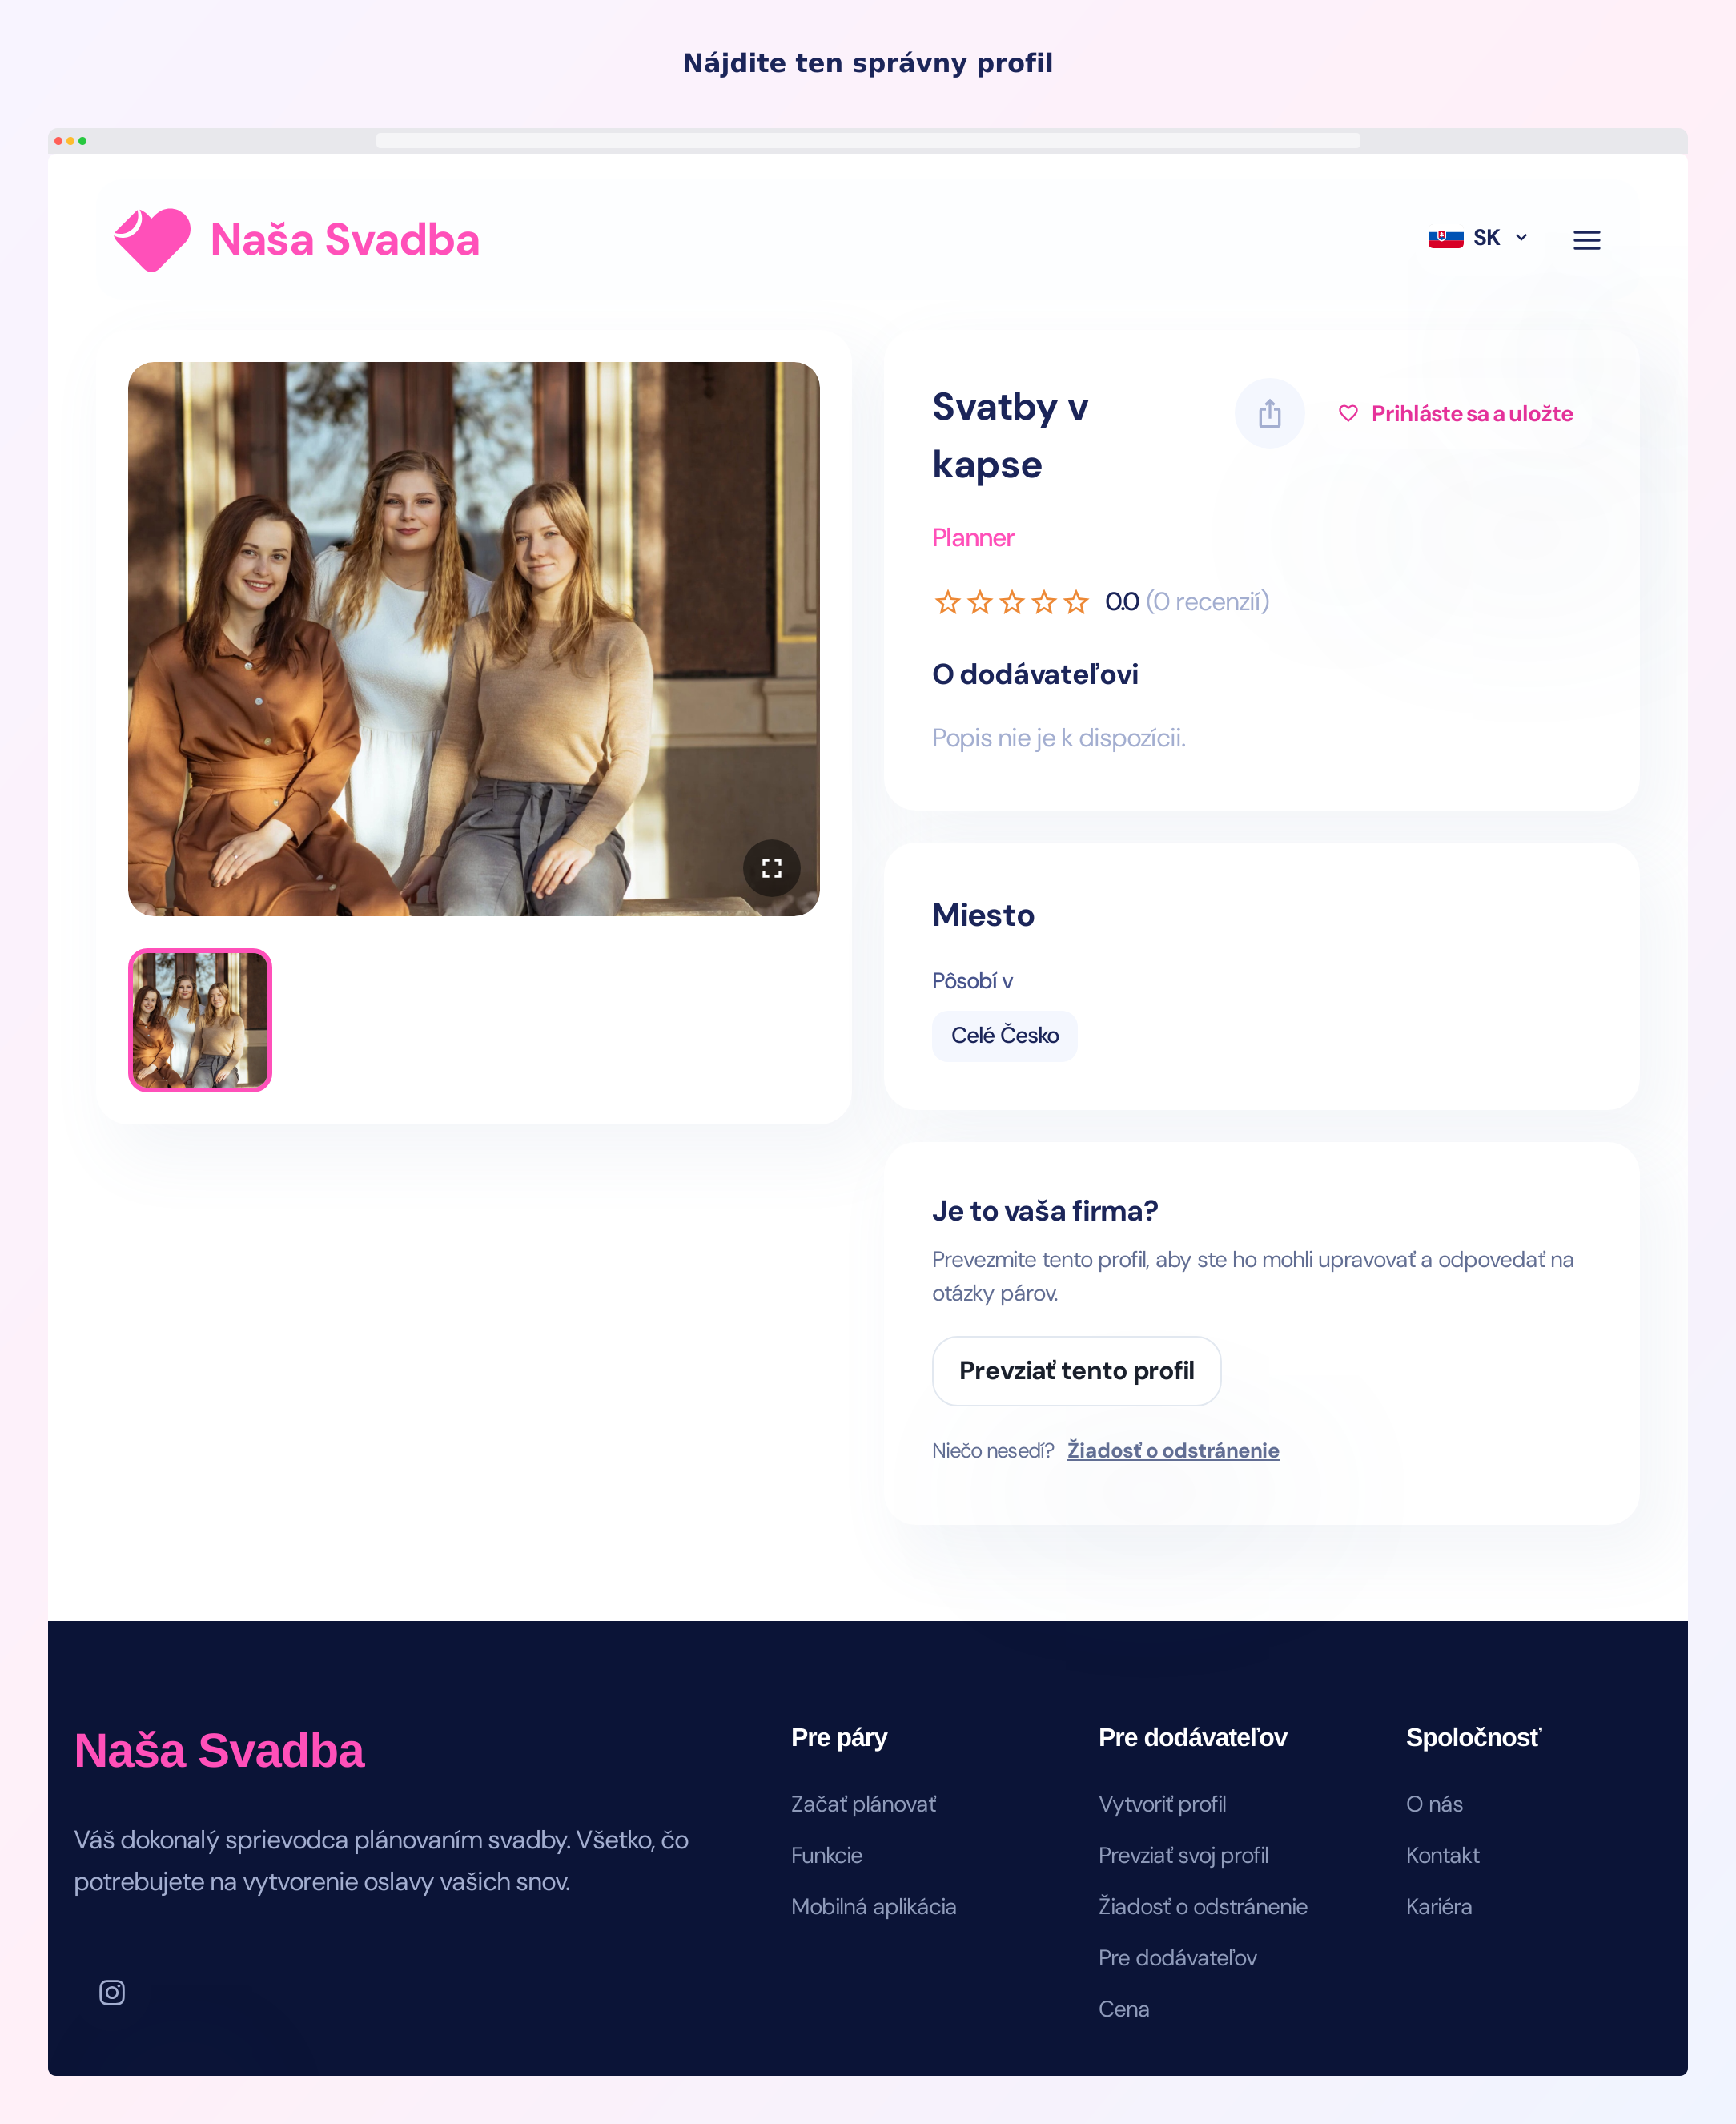 Nájdite ten správny profil
Naša Svadba
SK
Svatby v
kapse
Prihláste sa a uložte
Planner
0.0 (0 recenzií)
O dodávateľovi
Popis nie je k dispozícii.
Miesto
Pôsobí v
Celé Česko
Je to vaša firma?
Prevezmite tento profil, aby ste ho mohli upravovať a odpovedať na
otázky párov.
Prevziať tento profil
Niečo nesedí? Žiadosť o odstránenie
Naša Svadba
Váš dokonalý sprievodca plánovaním svadby. Všetko, čo
potrebujete na vytvorenie oslavy vašich snov.
Pre páry
Začať plánovať
Funkcie
Mobilná aplikácia
Pre dodávateľov
Vytvoriť profil
Prevziať svoj profil
Žiadosť o odstránenie
Pre dodávateľov
Cena
Spoločnosť
O nás
Kontakt
Kariéra